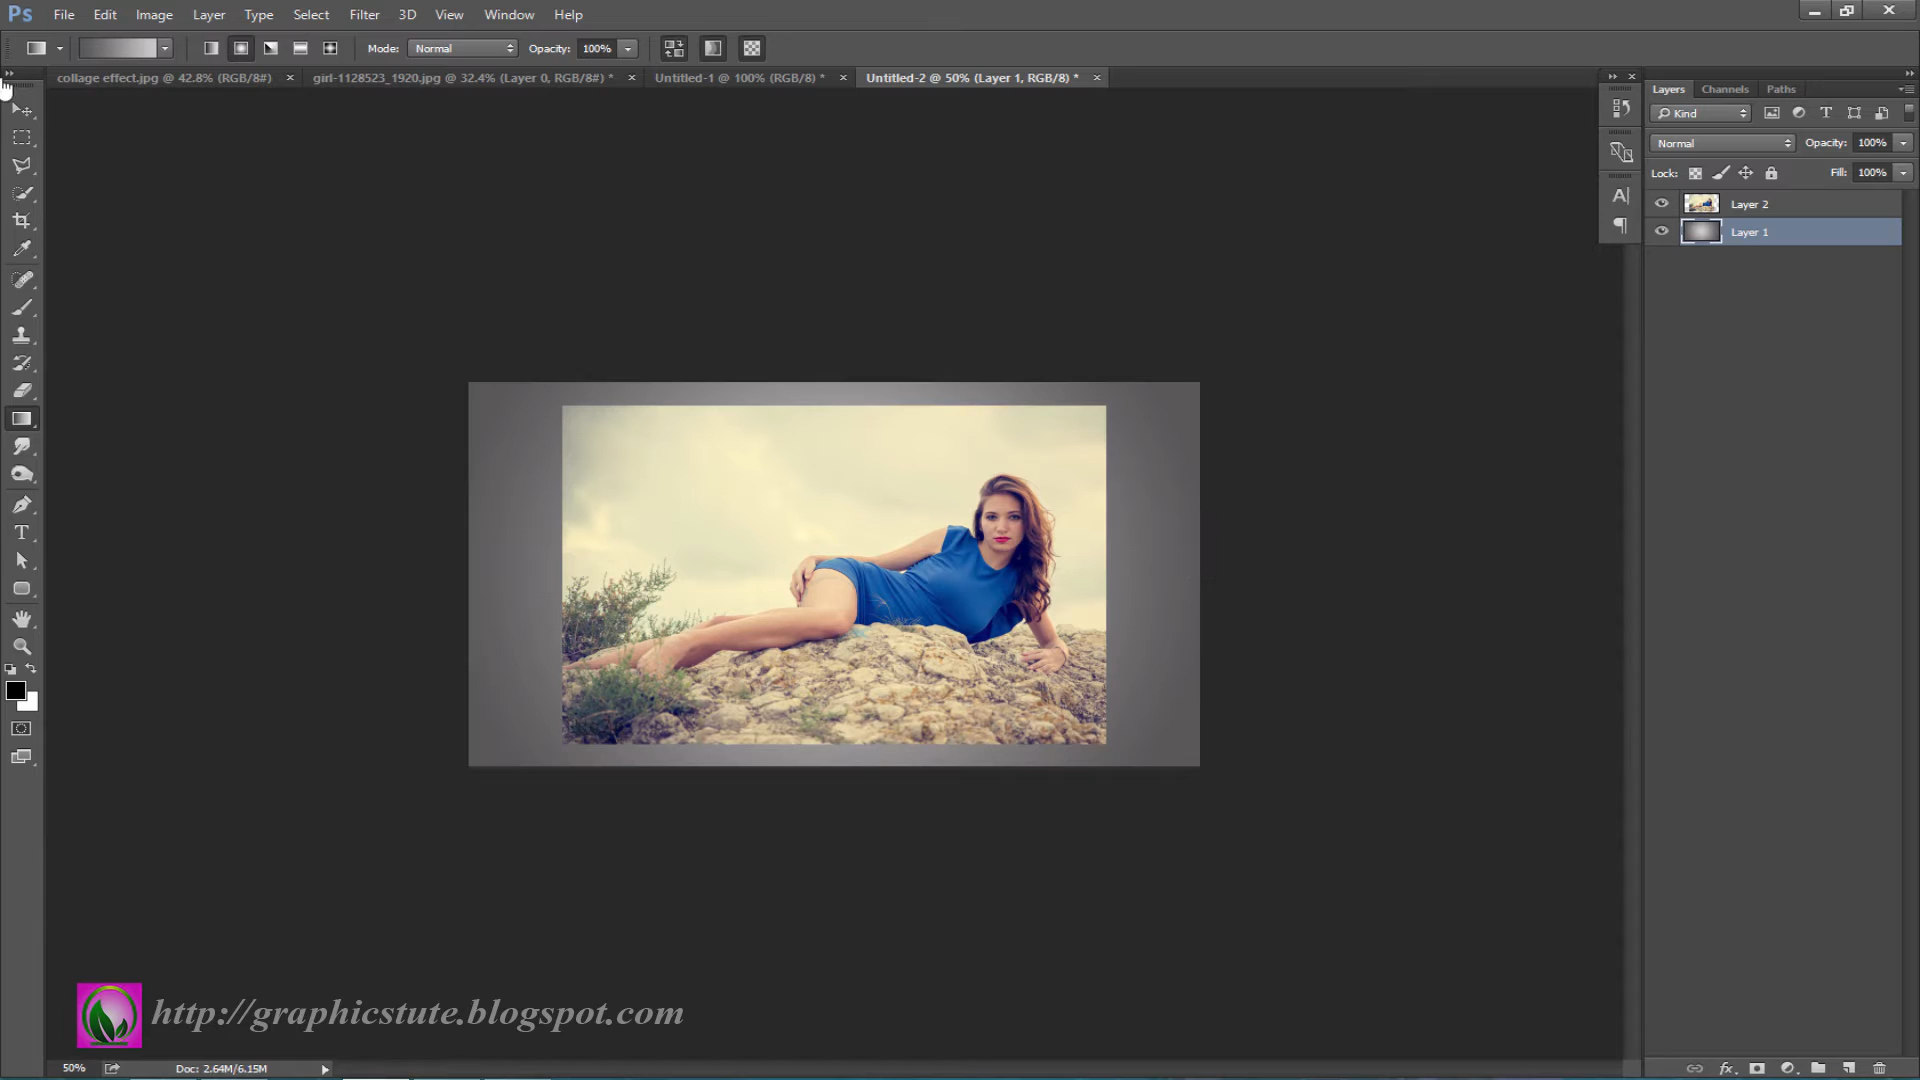 Ps File Edit Image Layer Type Select Filter 3D View Window Help
Mode: Normal Opacity: 100%
collage effect.jpg @ 42.8% (RGB/8#) × girl-1128523_1920.jpg @ 32.4% (Layer 0, RGB/8#) * × Untitled-1 @ 100% (RGB/8) * × Untitled-2 @ 50% (Layer 1, RGB/8) * ×
Layers Channels Paths
Kind
Normal Opacity: 100%
Lock: Fill: 100%
Layer 2
Layer 1
http://graphicstute.blogspot.com
50% Doc: 2.64M/6.15M